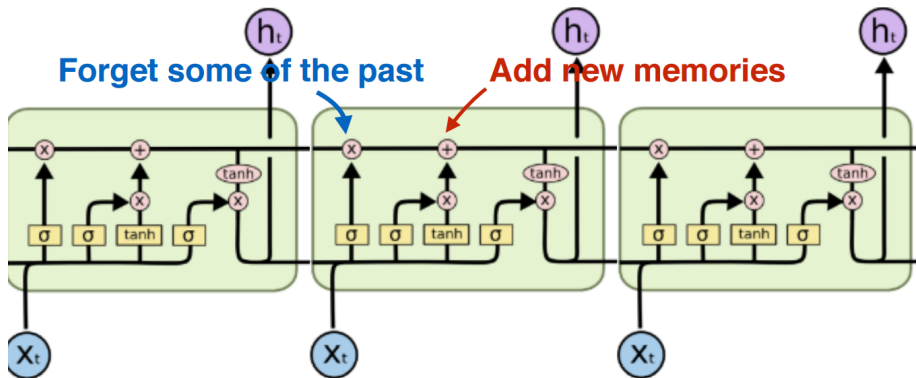 hₜ hₜ hₜ
Forget some of the past Add new memories
x + x + x +
tanh tanh tanh
x x x x x x
σ σ tanh σ σ σ tanh σ σ σ tanh σ
Xₜ Xₜ Xₜ